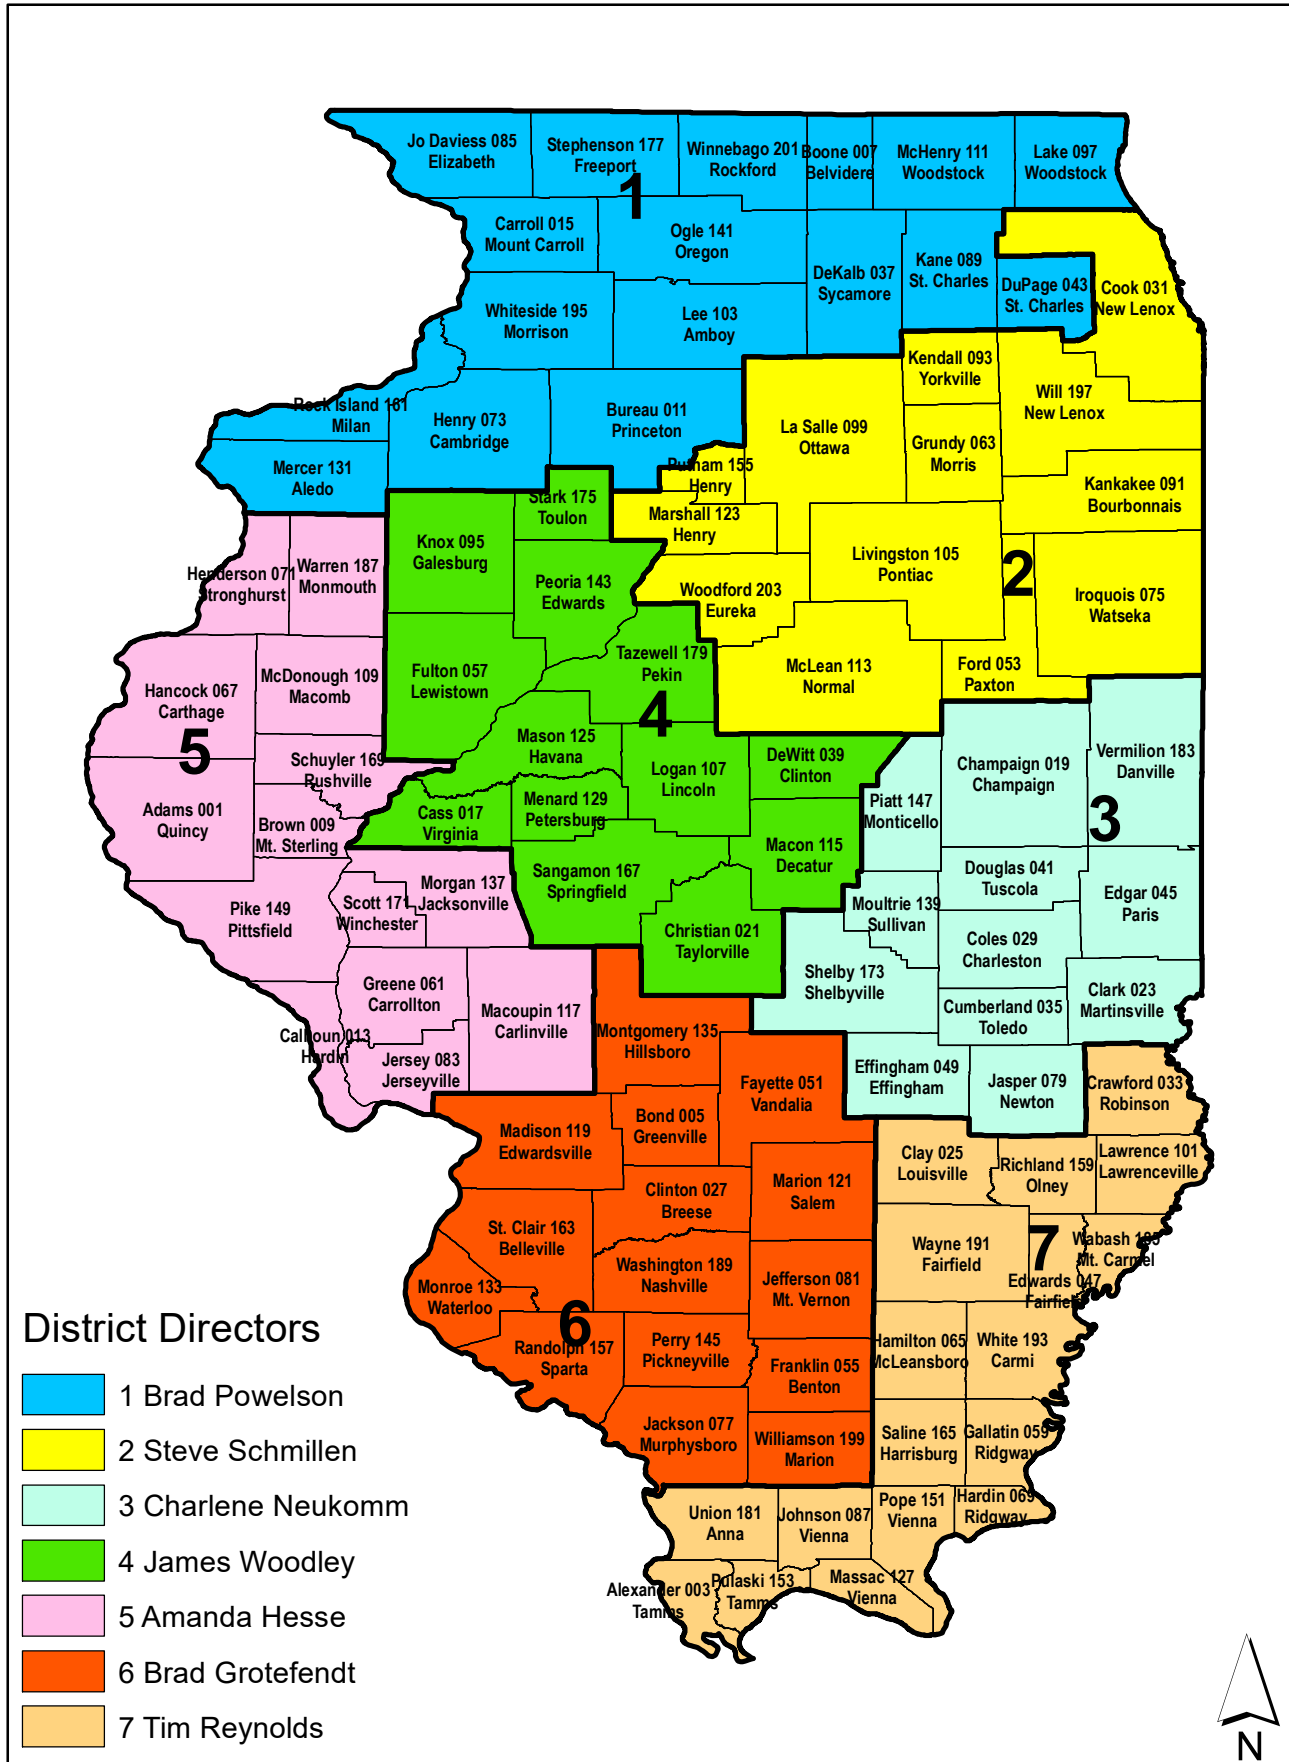 Jo Daviess 085
Elizabeth
Stephenson 177
Freeport
Winnebago 201
Rockford
Boone 007
Belvidere
McHenry 111
Woodstock
Lake 097
Woodstock
1
Carroll 015
Mount Carroll
Ogle 141
Oregon
DeKalb 037
Sycamore
Kane 089
St. Charles
DuPage 043
St. Charles
Cook 031
New Lenox
Whiteside 195
Morrison
Lee 103
Amboy
Kendall 093
Yorkville
Will 197
New Lenox
Rock Island 161
Milan
Henry 073
Cambridge
Bureau 011
Princeton
La Salle 099
Ottawa
Grundy 063
Morris
Mercer 131
Aledo
Putnam 155
Henry
Kankakee 091
Bourbonnais
Stark 175
Toulon
Marshall 123
Henry
Knox 095
Galesburg
Livingston 105
Pontiac
2
Henderson 071
Stronghurst
Warren 187
Monmouth
Peoria 143
Edwards
Woodford 203
Eureka
Iroquois 075
Watseka
Tazewell 179
Pekin
McLean 113
Normal
Ford 053
Paxton
Hancock 067
Carthage
McDonough 109
Macomb
Fulton 057
Lewistown
4
5
Mason 125
Havana
Schuyler 169
Rushville
Logan 107
Lincoln
DeWitt 039
Clinton
Champaign 019
Champaign
Vermilion 183
Danville
Adams 001
Quincy
Brown 009
Mt. Sterling
Cass 017
Virginia
Menard 129
Petersburg
Piatt 147
Monticello
3
Macon 115
Decatur
Sangamon 167
Springfield
Douglas 041
Tuscola
Edgar 045
Paris
Pike 149
Pittsfield
Scott 171
Winchester
Morgan 137
Jacksonville
Christian 021
Taylorville
Moultrie 139
Sullivan
Coles 029
Charleston
Shelby 173
Shelbyville
Greene 061
Carrollton
Macoupin 117
Carlinville
Cumberland 035
Toledo
Clark 023
Martinsville
Calhoun 013
Hardin
Jersey 083
Jerseyville
Montgomery 135
Hillsboro
Fayette 051
Vandalia
Effingham 049
Effingham
Jasper 079
Newton
Crawford 033
Robinson
Madison 119
Edwardsville
Bond 005
Greenville
Clay 025
Louisville
Richland 159
Olney
Lawrence 101
Lawrenceville
Clinton 027
Breese
Marion 121
Salem
St. Clair 163
Belleville
Wayne 191
Fairfield
7
Wabash 185
Mt. Carmel
Edwards 047
Fairfield
Monroe 133
Waterloo
Washington 189
Nashville
Jefferson 081
Mt. Vernon
6
Randolph 157
Sparta
Perry 145
Pickneyville
Franklin 055
Benton
Hamilton 065
McLeansboro
White 193
Carmi
Jackson 077
Murphysboro
Williamson 199
Marion
Saline 165
Harrisburg
Gallatin 059
Ridgway
Union 181
Anna
Johnson 087
Vienna
Pope 151
Vienna
Hardin 069
Ridgway
Alexander 003
Tamms
Pulaski 153
Tamms
Massac 127
Vienna
District Directors
1 Brad Powelson
2 Steve Schmillen
3 Charlene Neukomm
4 James Woodley
5 Amanda Hesse
6 Brad Grotefendt
7 Tim Reynolds
N